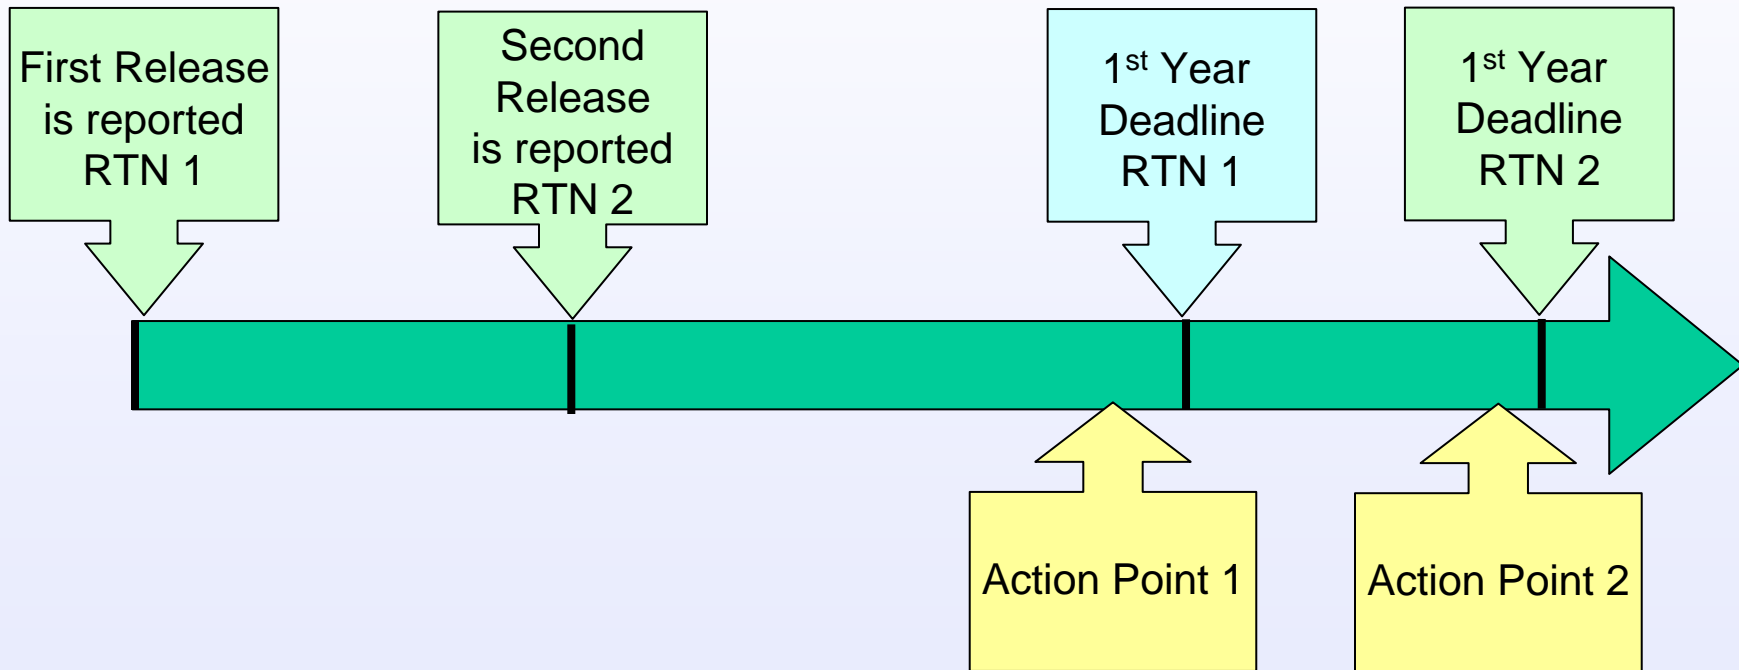 First Release
is reported
RTN 1
Second
Release
is reported
RTN 2
1st Year
Deadline
RTN 1
1st Year
Deadline
RTN 2
Action Point 1
Action Point 2